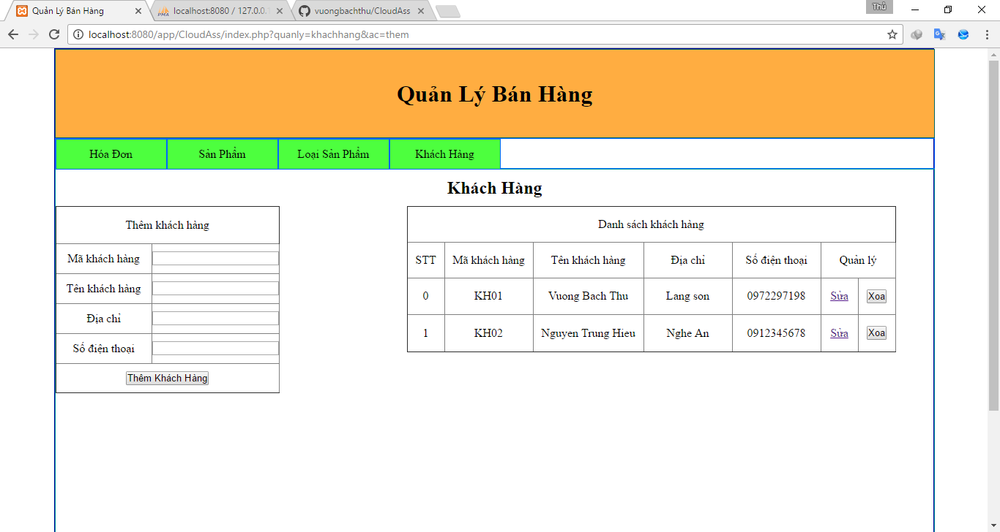 Quản Lý Bán Hàng
localhost:8080 / 127.0.0.1
vuongbachthu/CloudAss
Thủ
localhost:8080/app/CloudAss/index.php?quanly=khachhang&ac=them
Quản Lý Bán Hàng
Hóa Đơn Sản Phẩm Loại Sản Phẩm Khách Hàng
Khách Hàng
Thêm khách hàng
Mã khách hàng
Tên khách hàng
Địa chỉ
Số điện thoại
Thêm Khách Hàng
Danh sách khách hàng
STT Mã khách hàng Tên khách hàng Địa chỉ Số điện thoại Quản lý
0 KH01 Vuong Bach Thu Lang son 0972297198 Sửa Xoa
1 KH02 Nguyen Trung Hieu Nghe An 0912345678 Sửa Xoa